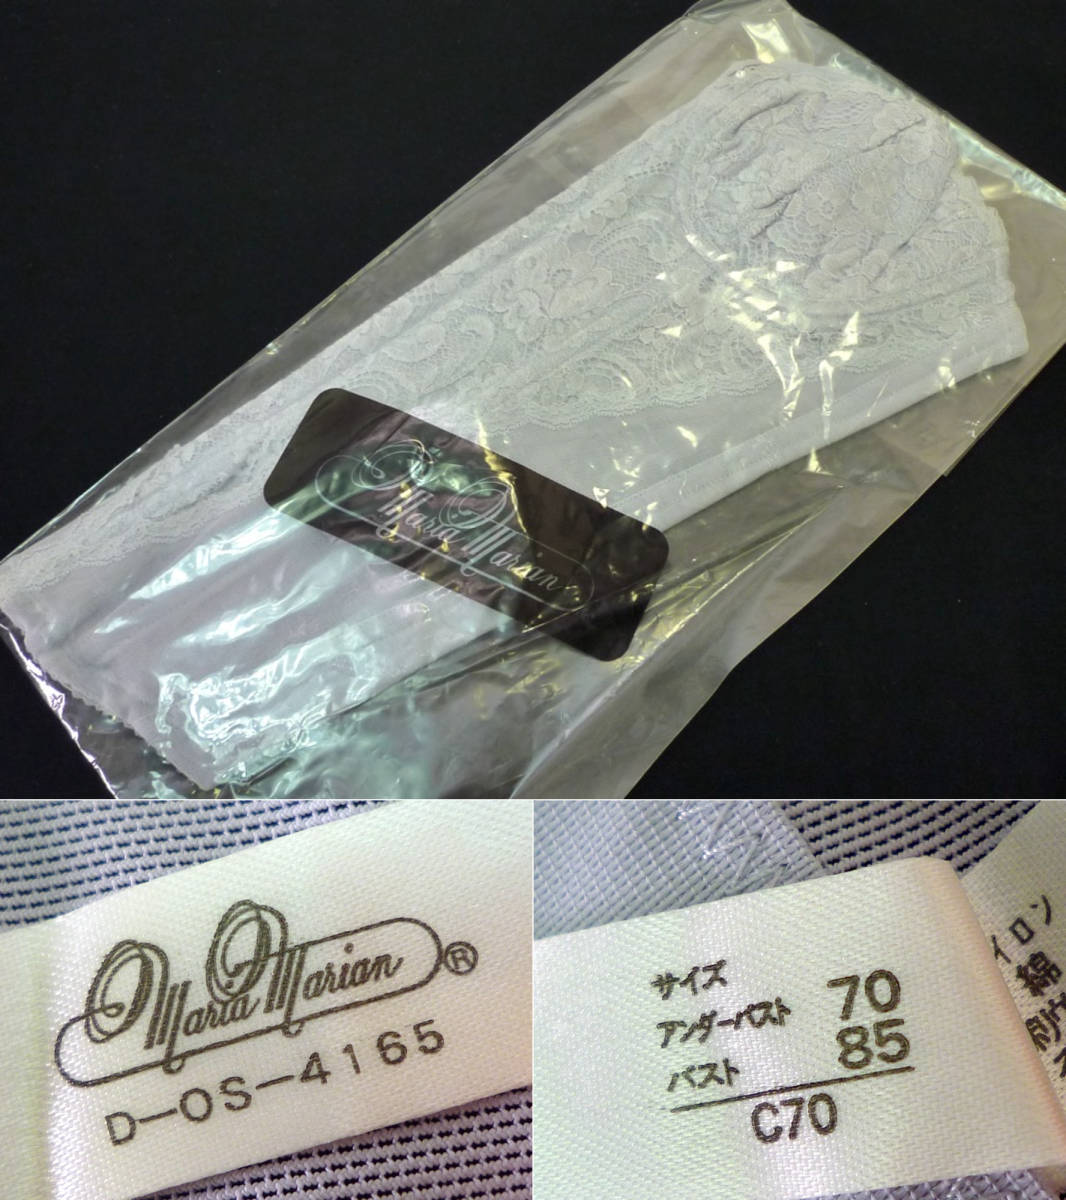 Maria Marian
Maria Marian ®
D-OS-4165
サイズ
アンダーバスト 70
バスト 85
C70
イロン
綿